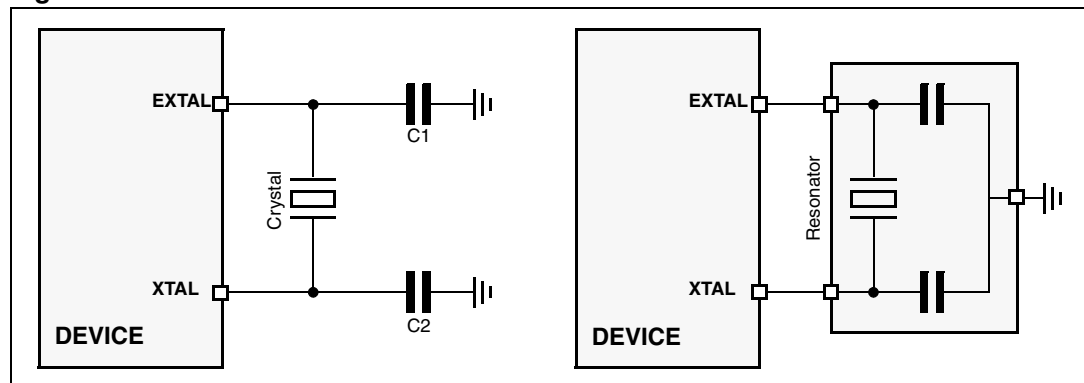 EXTAL
C1
Crystal
XTAL
C2
DEVICE
EXTAL
Resonator
XTAL
DEVICE